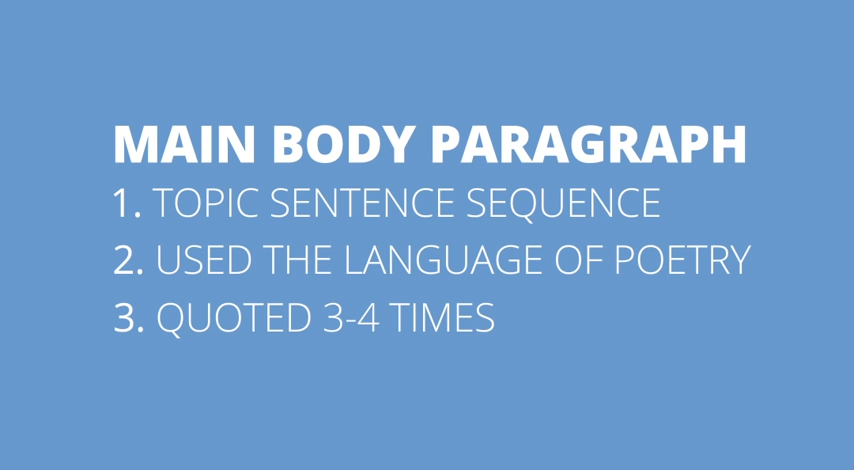 MAIN BODY PARAGRAPH
1. TOPIC SENTENCE SEQUENCE
2. USED THE LANGUAGE OF POETRY
3. QUOTED 3-4 TIMES